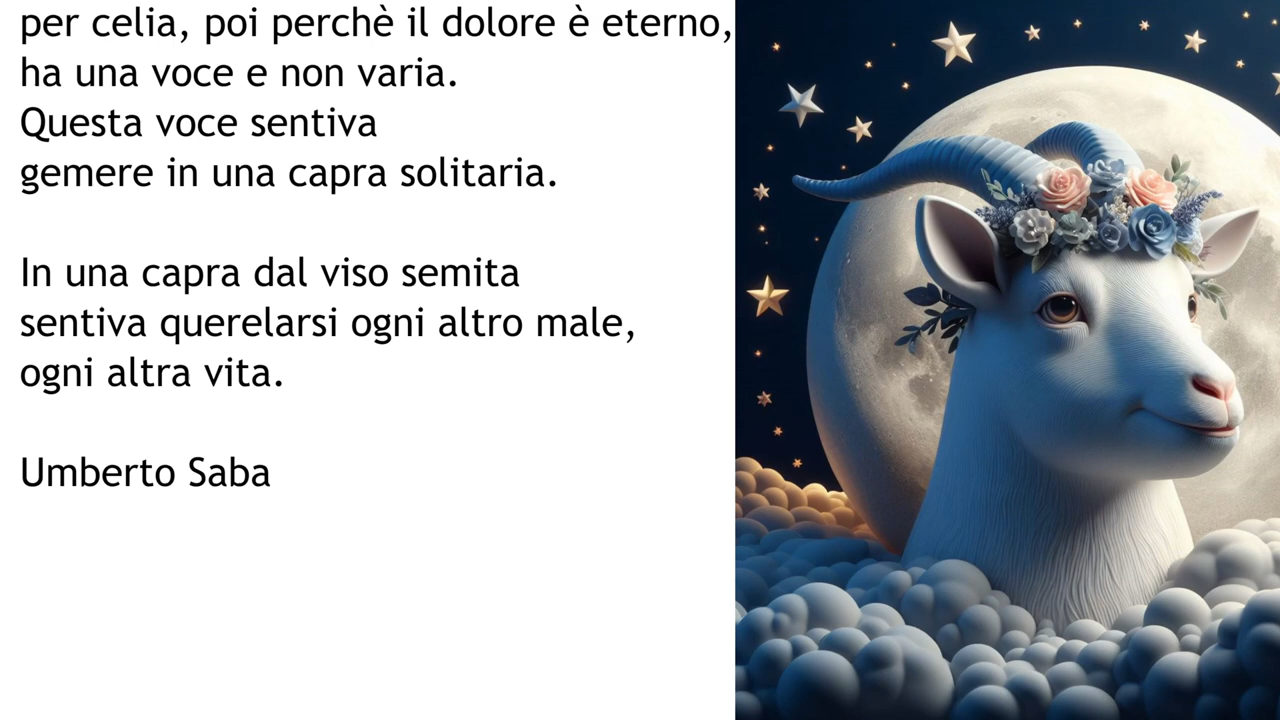 per celia, poi perchè il dolore è eterno,
ha una voce e non varia.
Questa voce sentiva
gemere in una capra solitaria.
In una capra dal viso semita
sentiva querelarsi ogni altro male,
ogni altra vita.
Umberto Saba